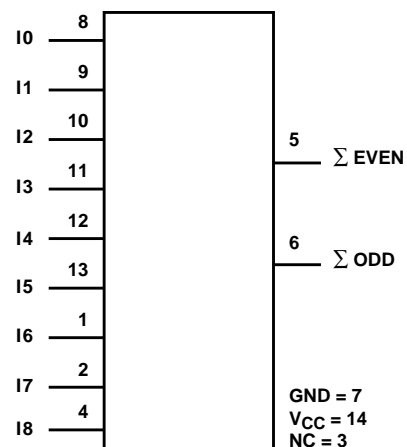 I0 8
I1 9
I2 10
I3 11
I4 12
I5 13
I6 1
I7 2
I8 4
5 Σ EVEN
6 Σ ODD
GND = 7
VCC = 14
NC = 3